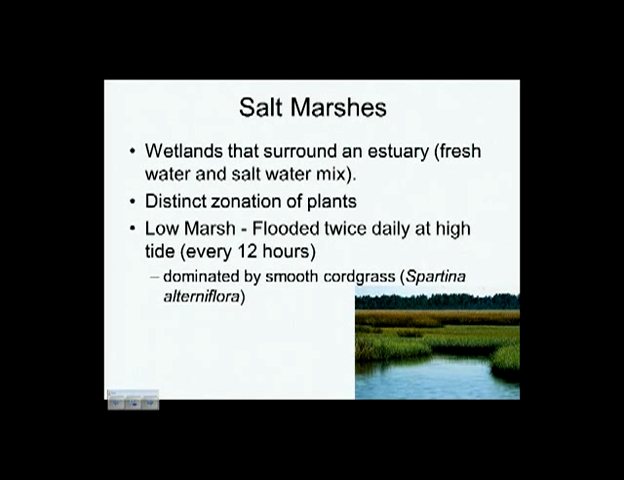 Salt Marshes
• Wetlands that surround an estuary (fresh
water and salt water mix).
• Distinct zonation of plants
• Low Marsh - Flooded twice daily at high
tide (every 12 hours)
– dominated by smooth cordgrass (Spartina
alterniflora)